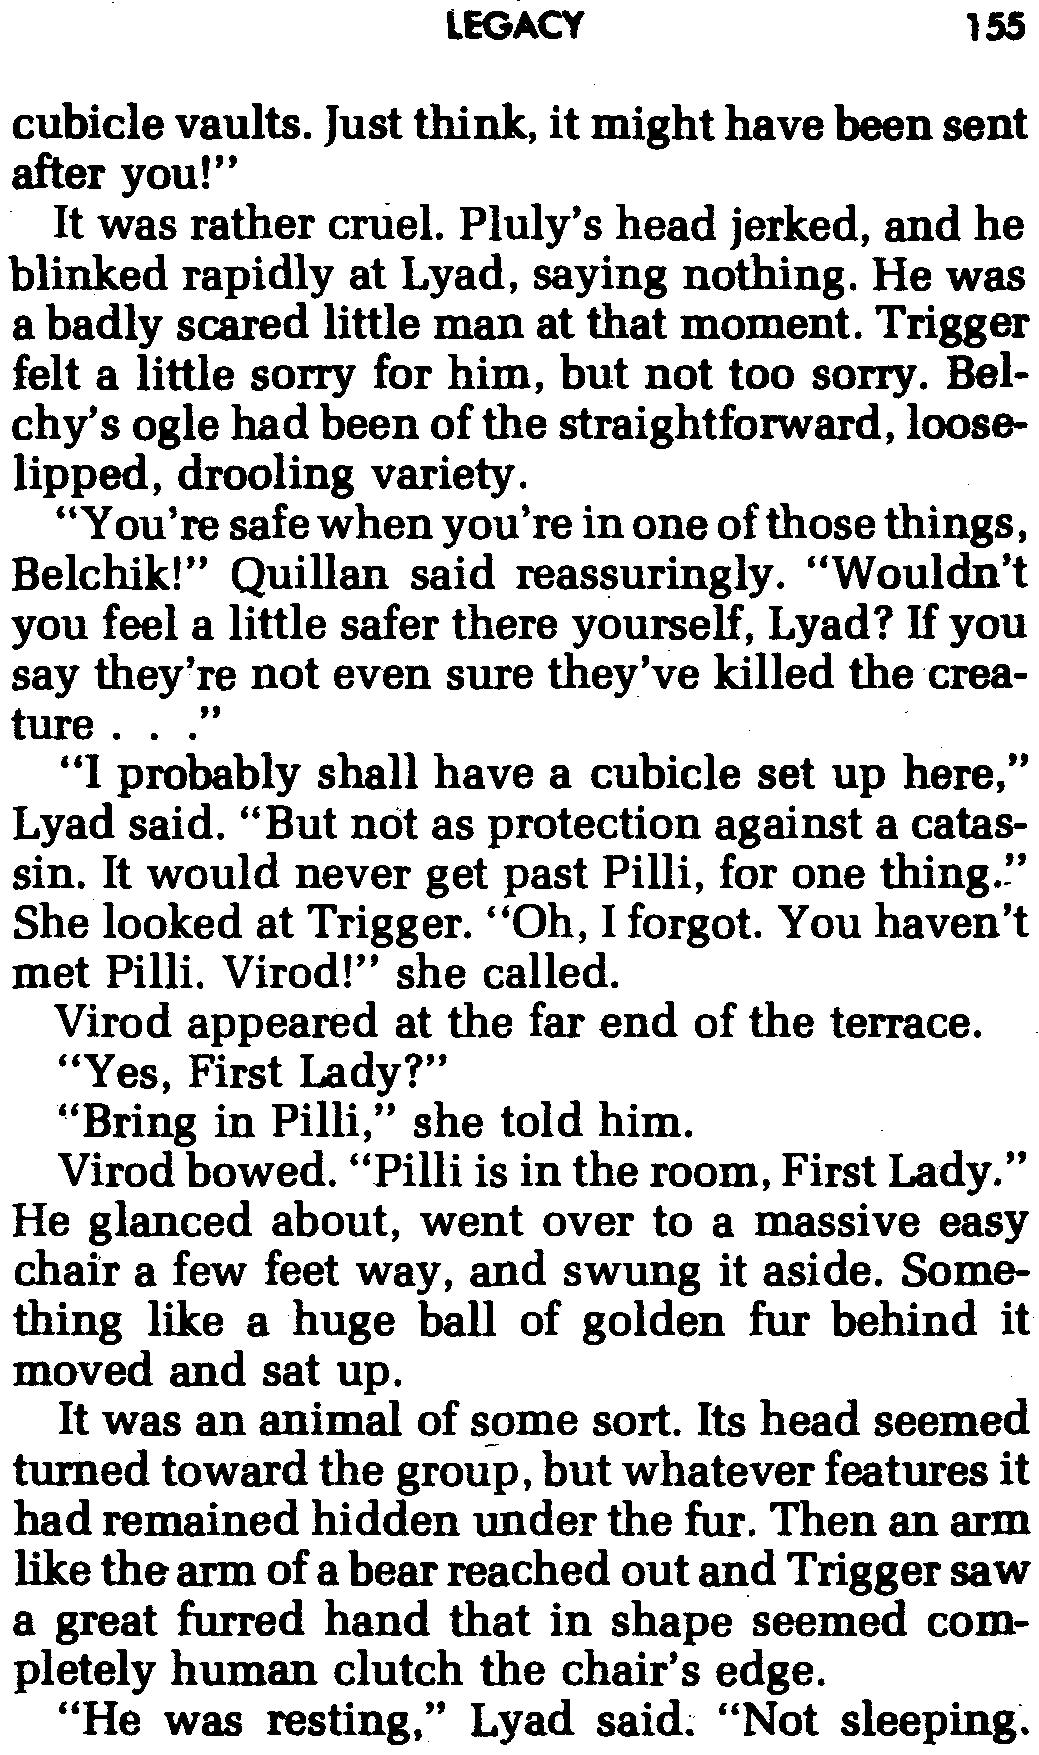 LEGACY 155
cubicle vaults. Just think, it might have been sent
after you!”
It was rather cruel. Pluly’s head jerked, and he
blinked rapidly at Lyad, saying nothing. He was
a badly scared little man at that moment. Trigger
felt a little sorry for him, but not too sorry. Bel-
chy’s ogle had been of the straightforward, loose-
lipped, drooling variety.
“You’re safe when you’re in one of those things,
Belchik!” Quillan said reassuringly. “Wouldn’t
you feel a little safer there yourself, Lyad? If you
say they’re not even sure they’ve killed the crea-
ture . . .”
“I probably shall have a cubicle set up here,”
Lyad said. “But not as protection against a catas-
sin. It would never get past Pilli, for one thing.”
She looked at Trigger. “Oh, I forgot. You haven’t
met Pilli. Virod!” she called.
Virod appeared at the far end of the terrace.
“Yes, First Lady?”
“Bring in Pilli,” she told him.
Virod bowed. “Pilli is in the room, First Lady.”
He glanced about, went over to a massive easy
chair a few feet way, and swung it aside. Some-
thing like a huge ball of golden fur behind it
moved and sat up.
It was an animal of some sort. Its head seemed
turned toward the group, but whatever features it
had remained hidden under the fur. Then an arm
like the arm of a bear reached out and Trigger saw
a great furred hand that in shape seemed com-
pletely human clutch the chair’s edge.
“He was resting,” Lyad said. “Not sleeping.